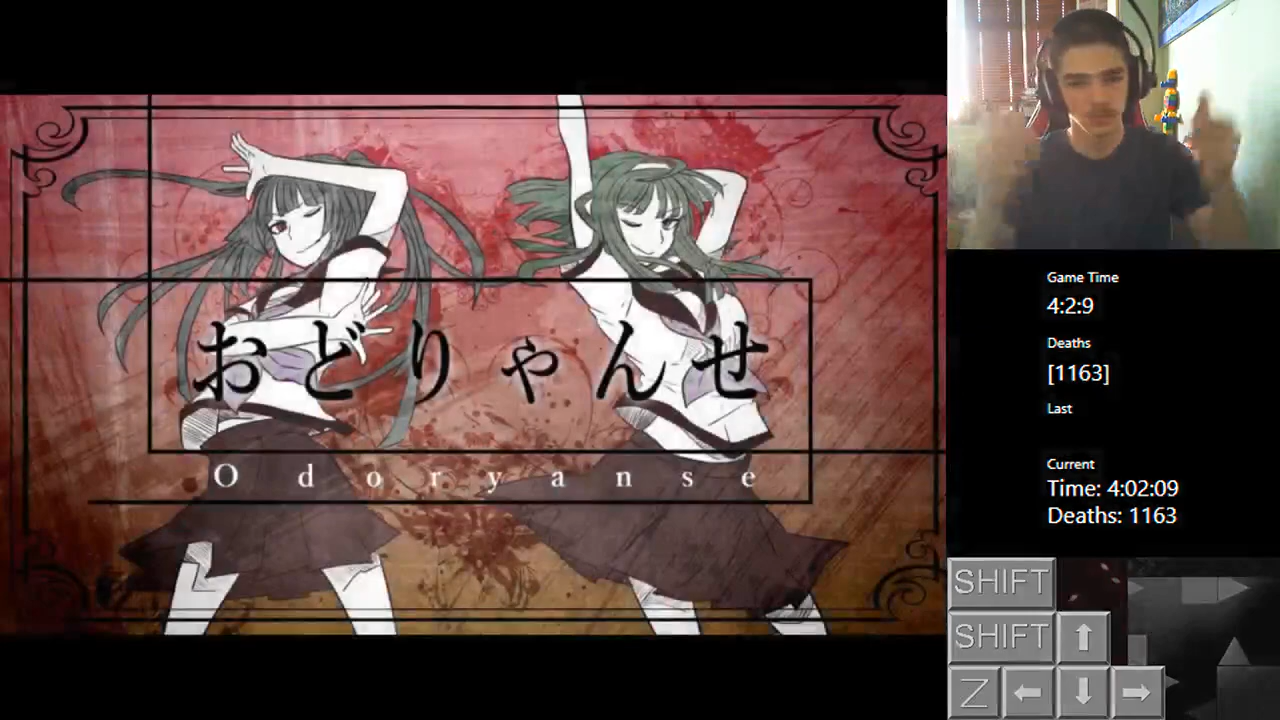 おどりゃんせ
Odoryanse
Game Time
4:2:9
Deaths
[1163]
Last
Current
Time: 4:02:09
Deaths: 1163
SHIFT
SHIFT ↑
Z ← ↓ →